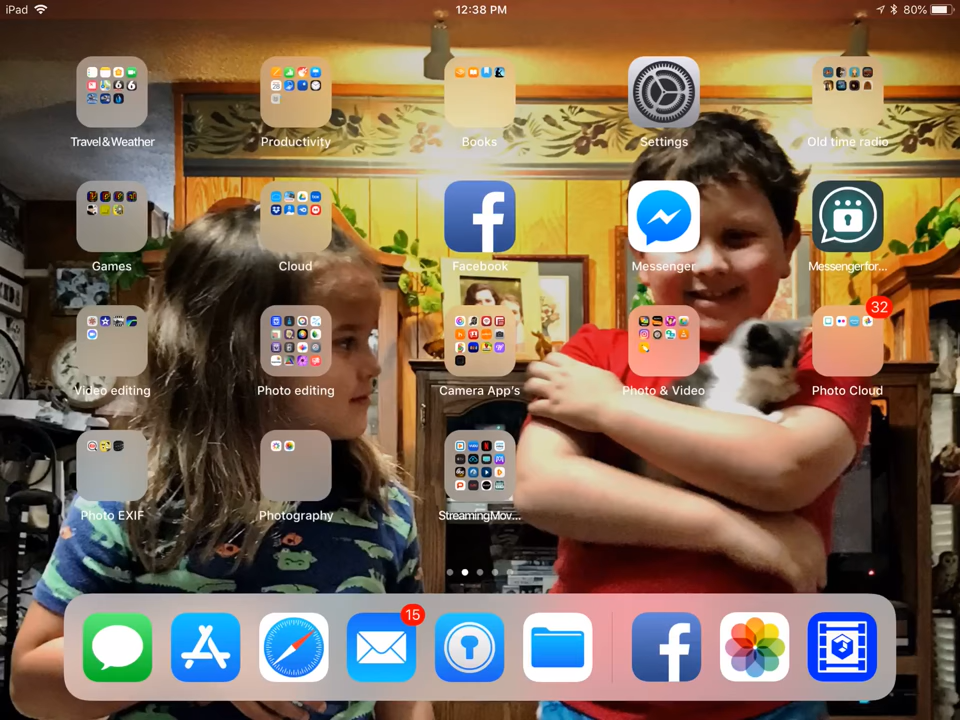 iPad 12:38 PM 80%
Travel&Weather Productivity Books Settings Old time radio
Games Cloud Facebook Messenger Messengerfor...
32
Video editing Photo editing Camera App's Photo & Video Photo Cloud
Photo EXIF Photography StreamingMov...
15